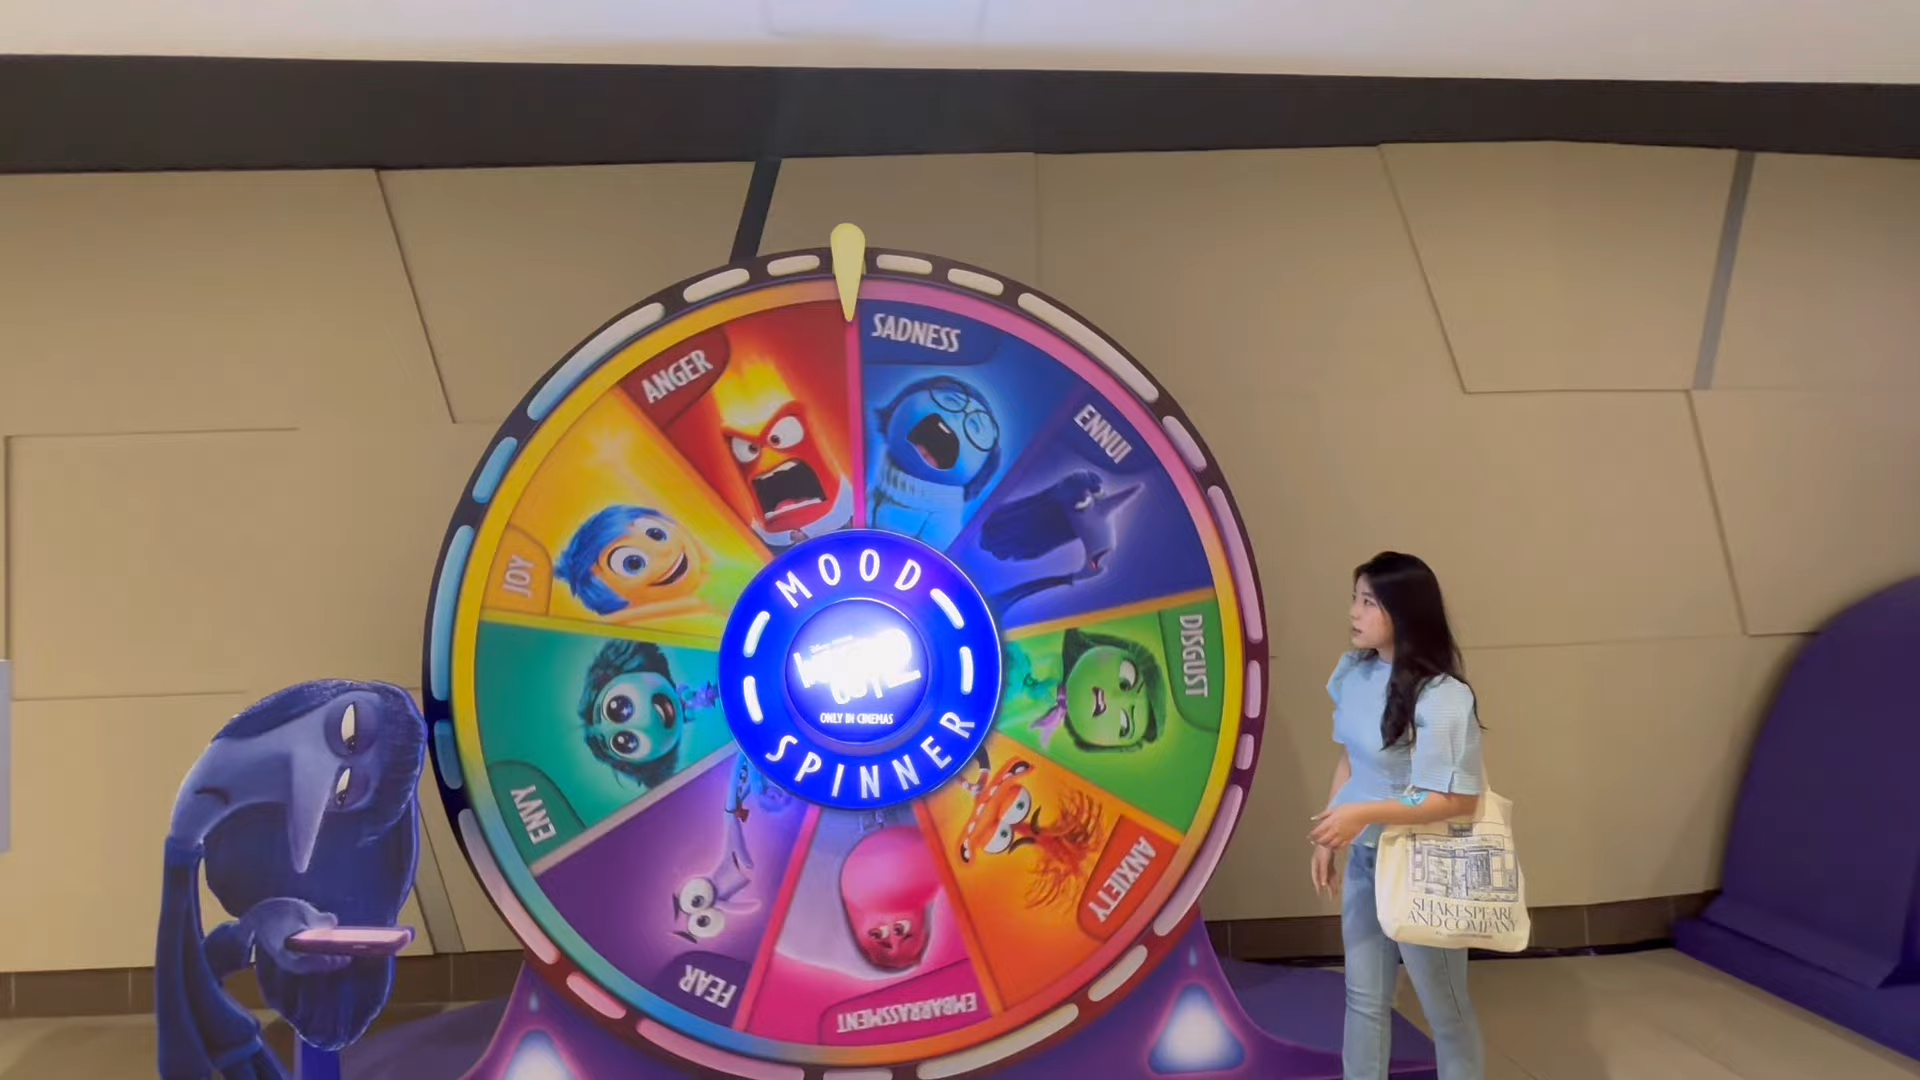 SADNESS
ANGER
ENNUI
JOY
MOOD
DISGUST
ONLY IN CINEMAS
SPINNER
ENVY
ANXIETY
FEAR
EMBARRASSMENT
SHAKESPEARE
AND COMPANY